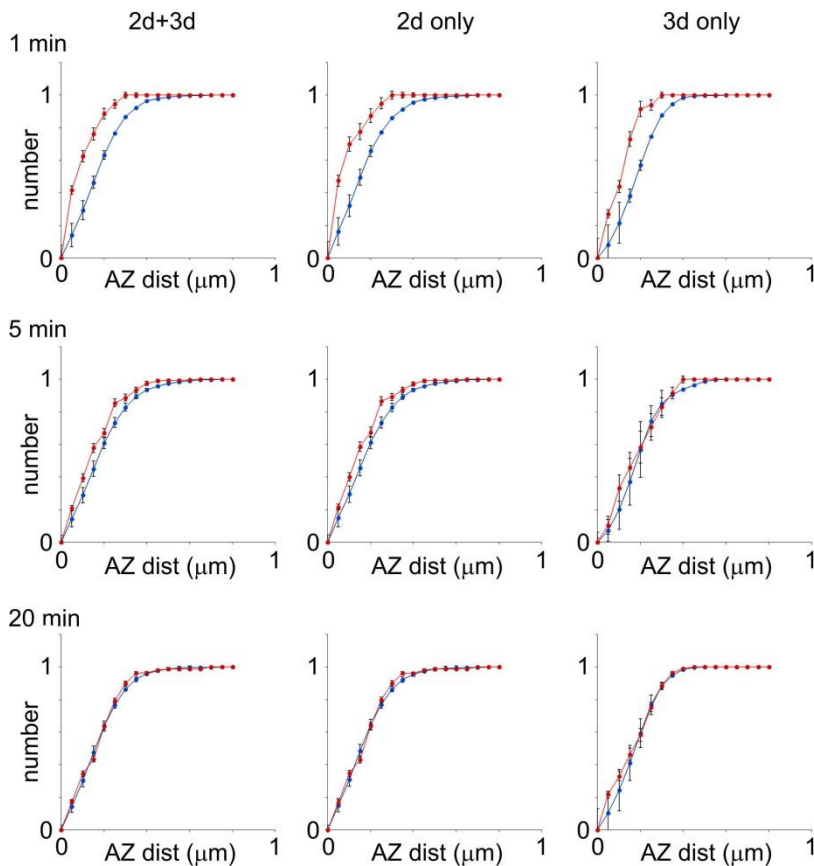 2d+3d 2d only 3d only
1 min
1 1 1
number
0 0 0
0 AZ dist (μm) 1 0 AZ dist (μm) 1 0 AZ dist (μm) 1
5 min
1 1 1
number
0 0 0
0 AZ dist (μm) 1 0 AZ dist (μm) 1 0 AZ dist (μm) 1
20 min
1 1 1
number
0 0 0
0 AZ dist (μm) 1 0 AZ dist (μm) 1 0 AZ dist (μm) 1